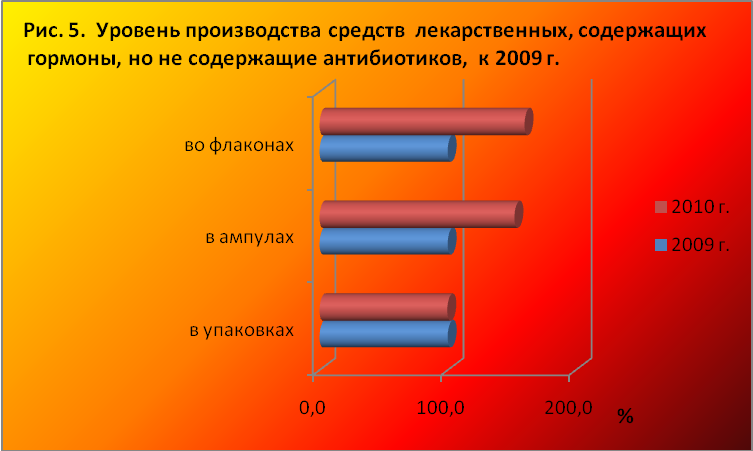 Рис. 5. Уровень производства средств лекарственных, содержащих
гормоны, но не содержащие антибиотиков, к 2009 г.
во флаконах
в ампулах
в упаковках
2010 г.
2009 г.
0,0 100,0 200,0 %